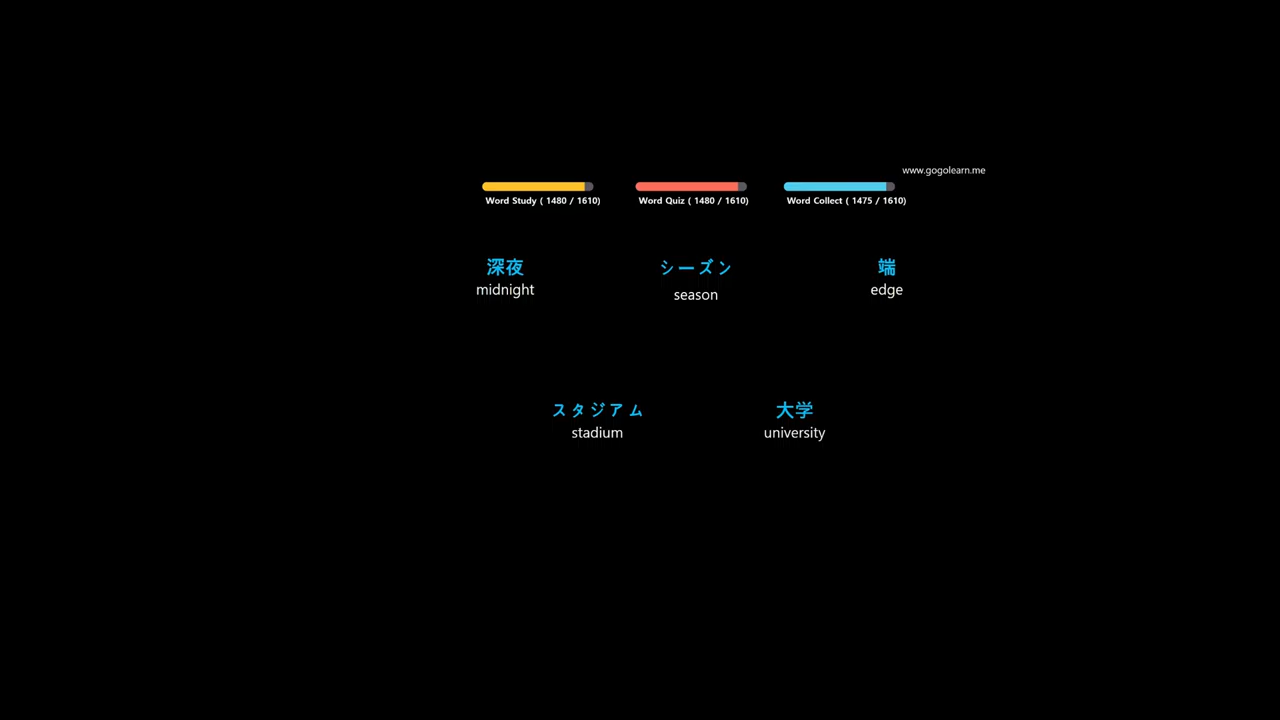 www.gogolearn.me
Word Study ( 1480 / 1610)
Word Quiz ( 1480 / 1610)
Word Collect ( 1475 / 1610)
深夜
midnight
シーズン
season
端
edge
スタジアム
stadium
大学
university